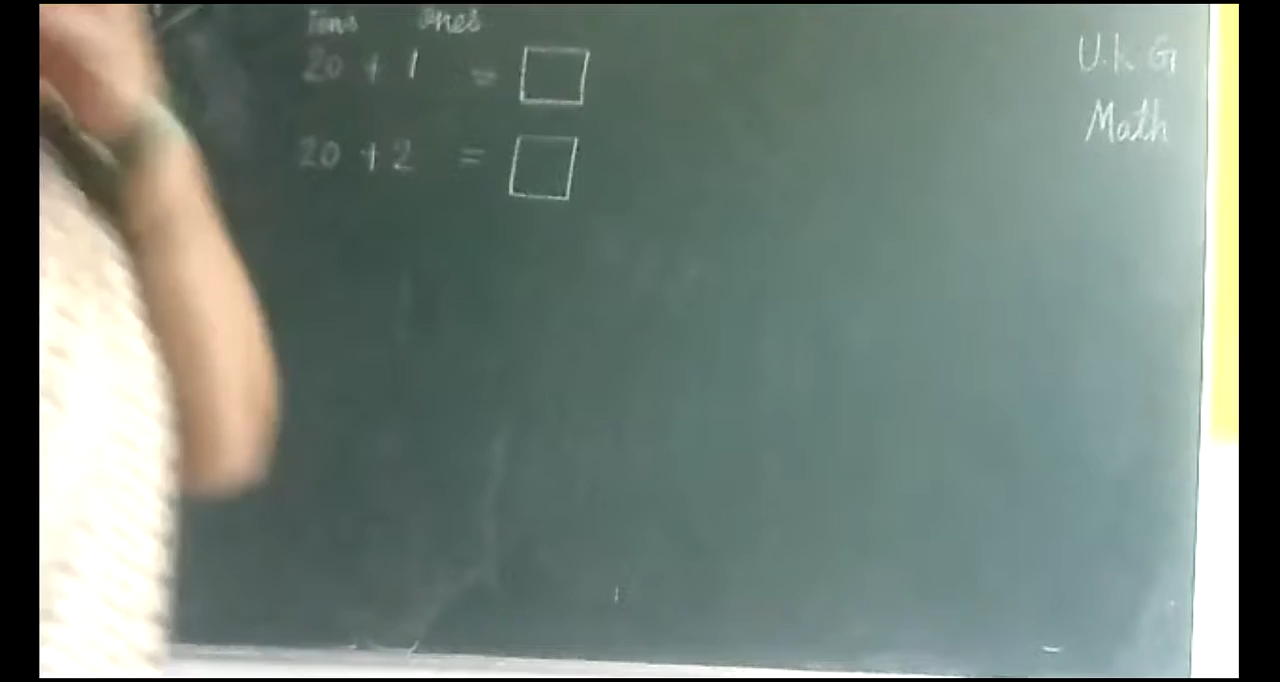 Tens ones
20 + 1 =
20 + 2 =
U.K.G
Math